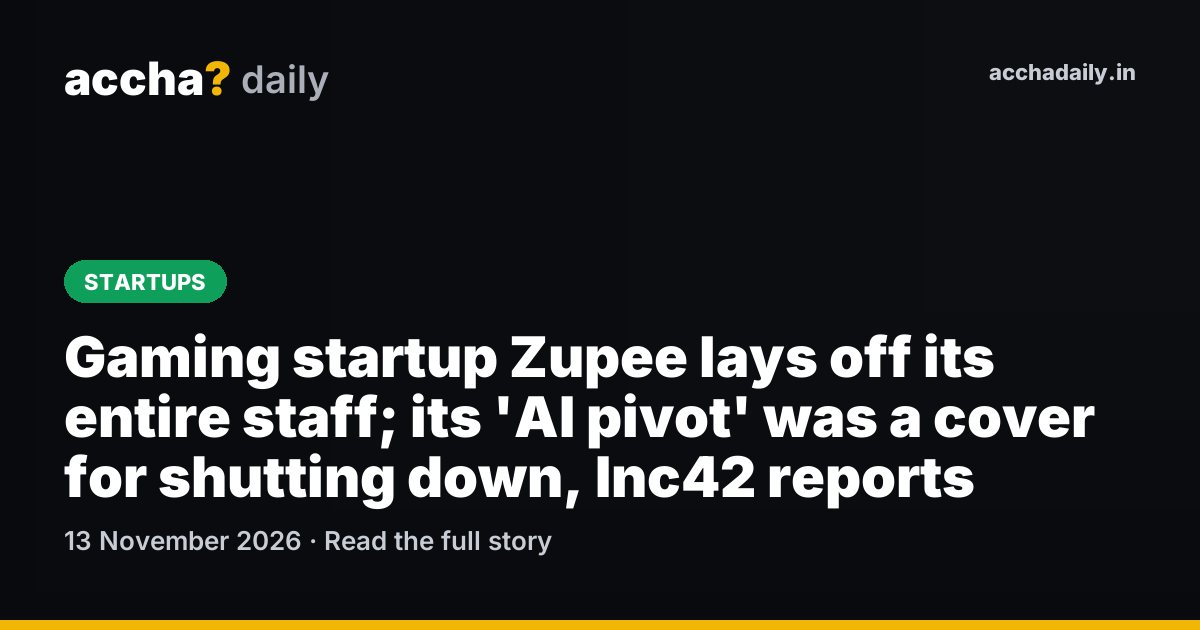 accha? daily
acchadaily.in
STARTUPS
Gaming startup Zupee lays off its
entire staff; its 'AI pivot' was a cover
for shutting down, Inc42 reports
13 November 2026 · Read the full story